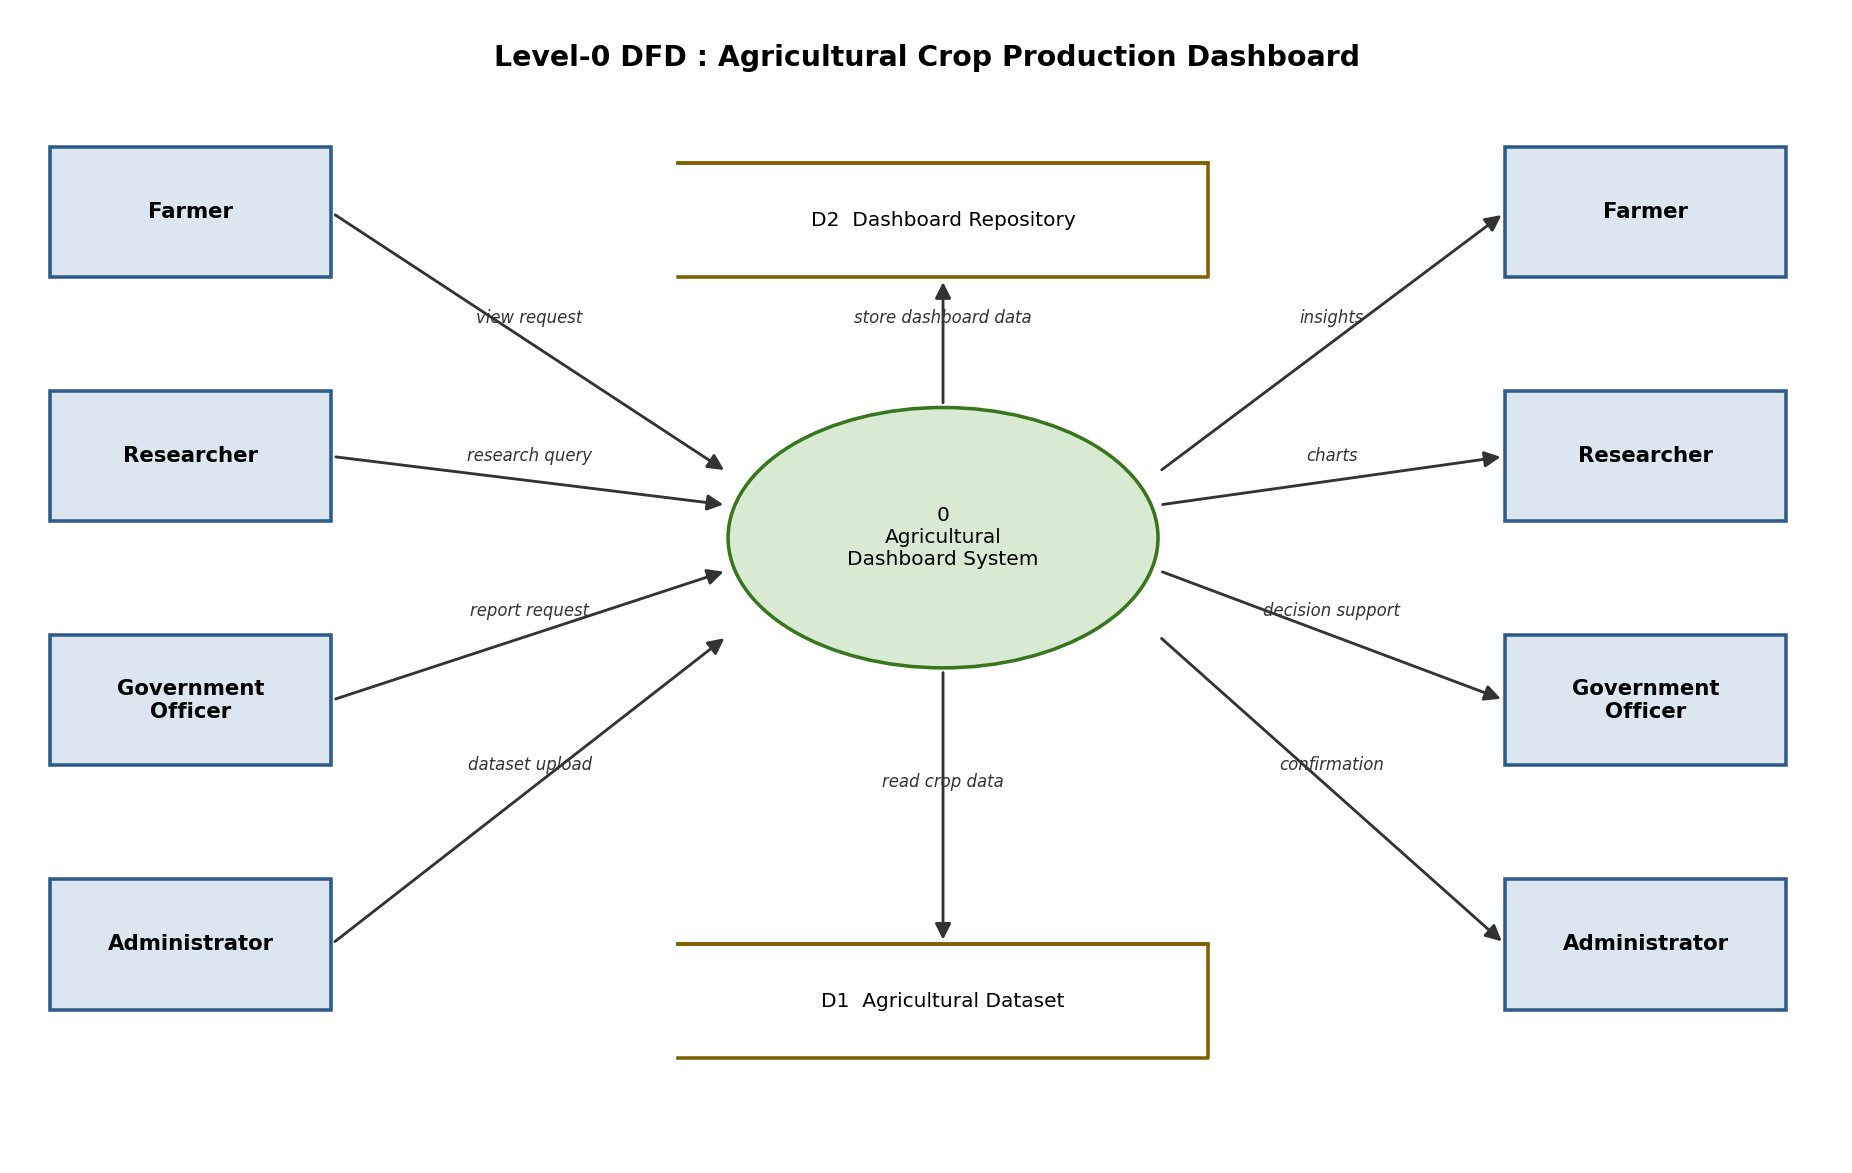 Level-0 DFD : Agricultural Crop Production Dashboard
Farmer
D2  Dashboard Repository
Farmer
view request
store dashboard data
insights
Researcher
research query
charts
Researcher
0
Agricultural
Dashboard System
report request
decision support
Government
Officer
Government
Officer
dataset upload
read crop data
confirmation
Administrator
D1  Agricultural Dataset
Administrator